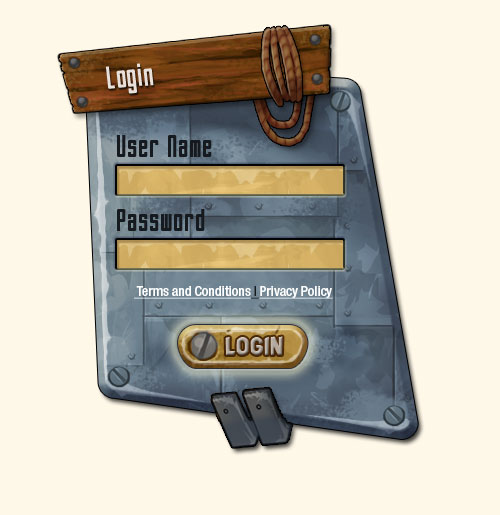 Login
User Name
Password
Terms and Conditions | Privacy Policy
LOGIN